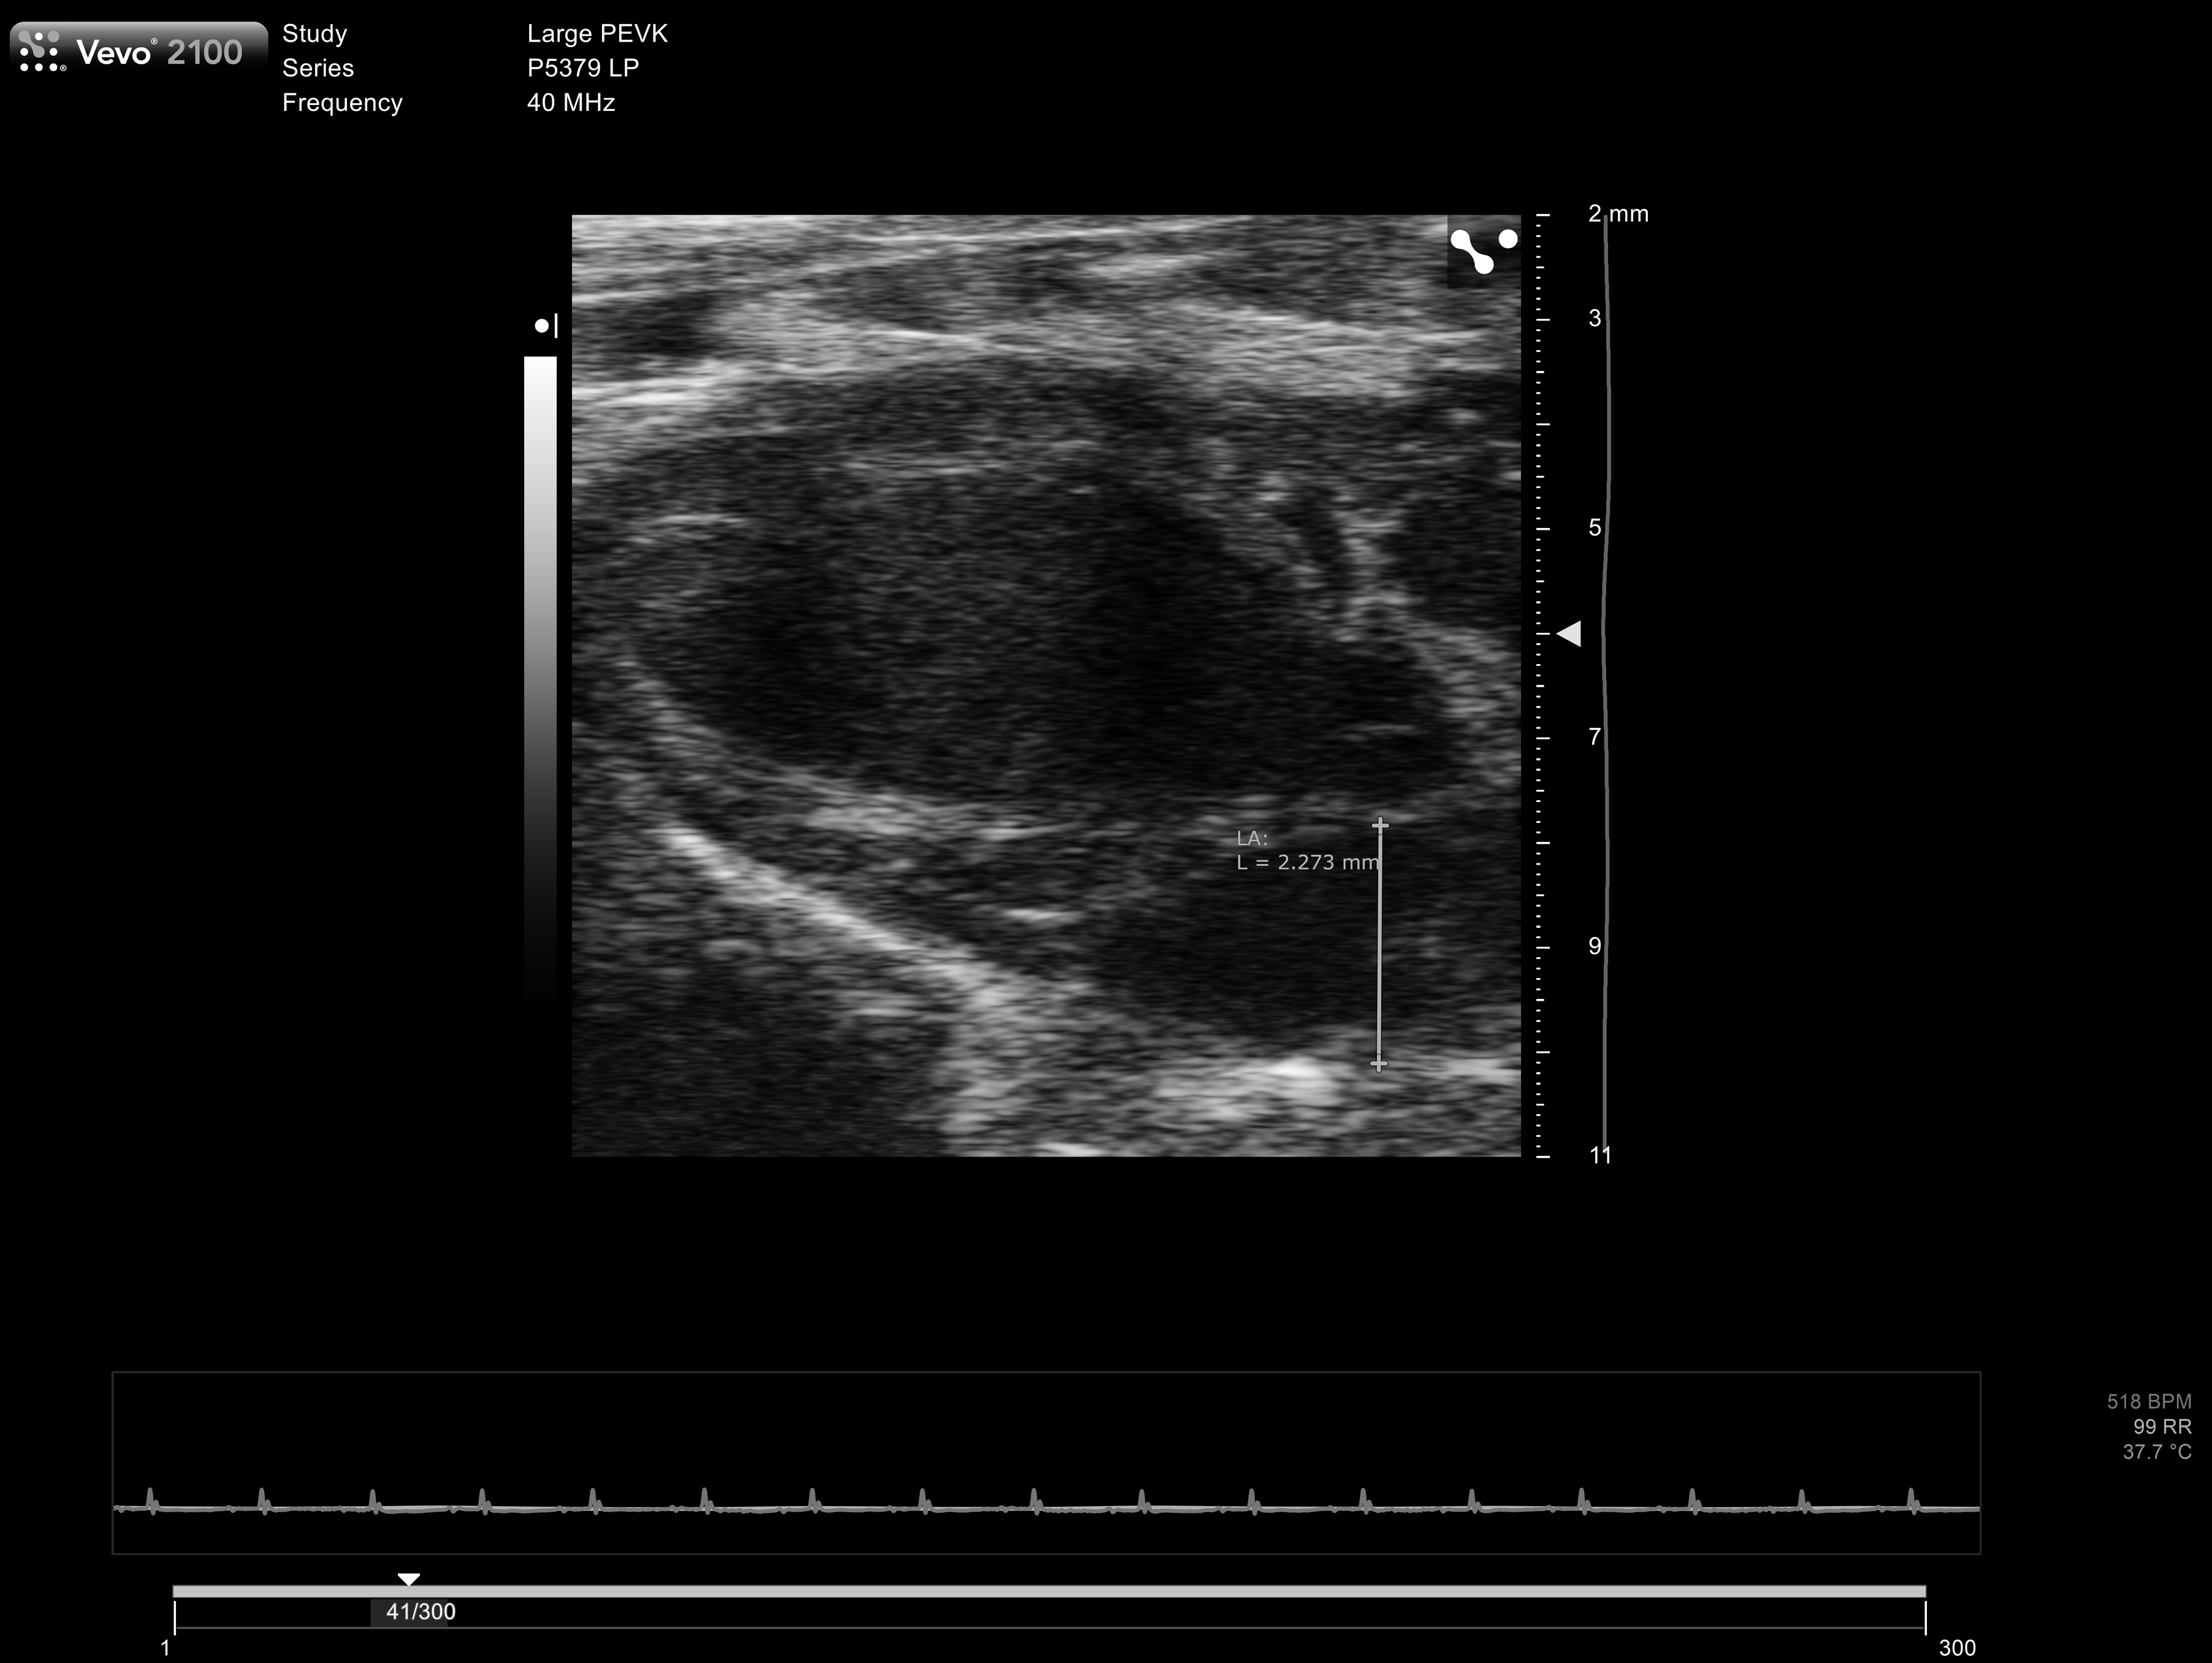 Vevo® 2100
Study Large PEVK
Series P5379 LP
Frequency 40 MHz
2 mm
3
5
7
9
11
LA:
L = 2.273 mm
518 BPM
99 RR
37.7 °C
41/300
1
300